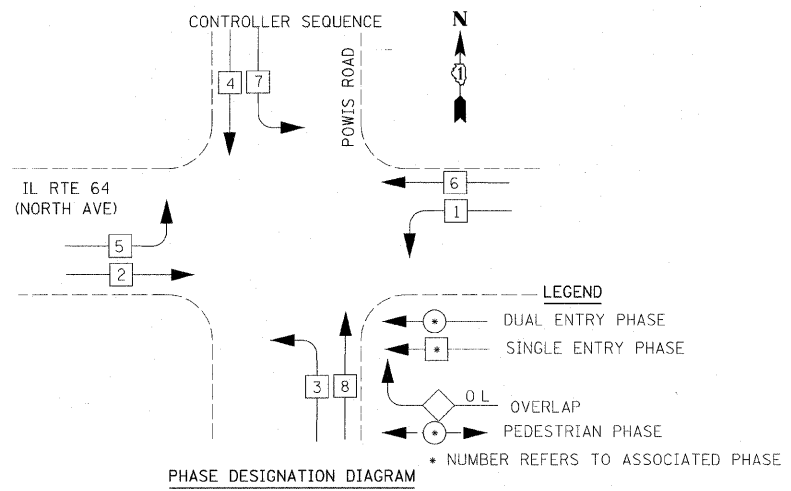 CONTROLLER SEQUENCE
N
4
7
POWIS ROAD
1
IL RTE 64
(NORTH AVE)
6
1
5
2
LEGEND
* DUAL ENTRY PHASE
* SINGLE ENTRY PHASE
3
8
O L
OVERLAP
* PEDESTRIAN PHASE
* NUMBER REFERS TO ASSOCIATED PHASE
PHASE DESIGNATION DIAGRAM